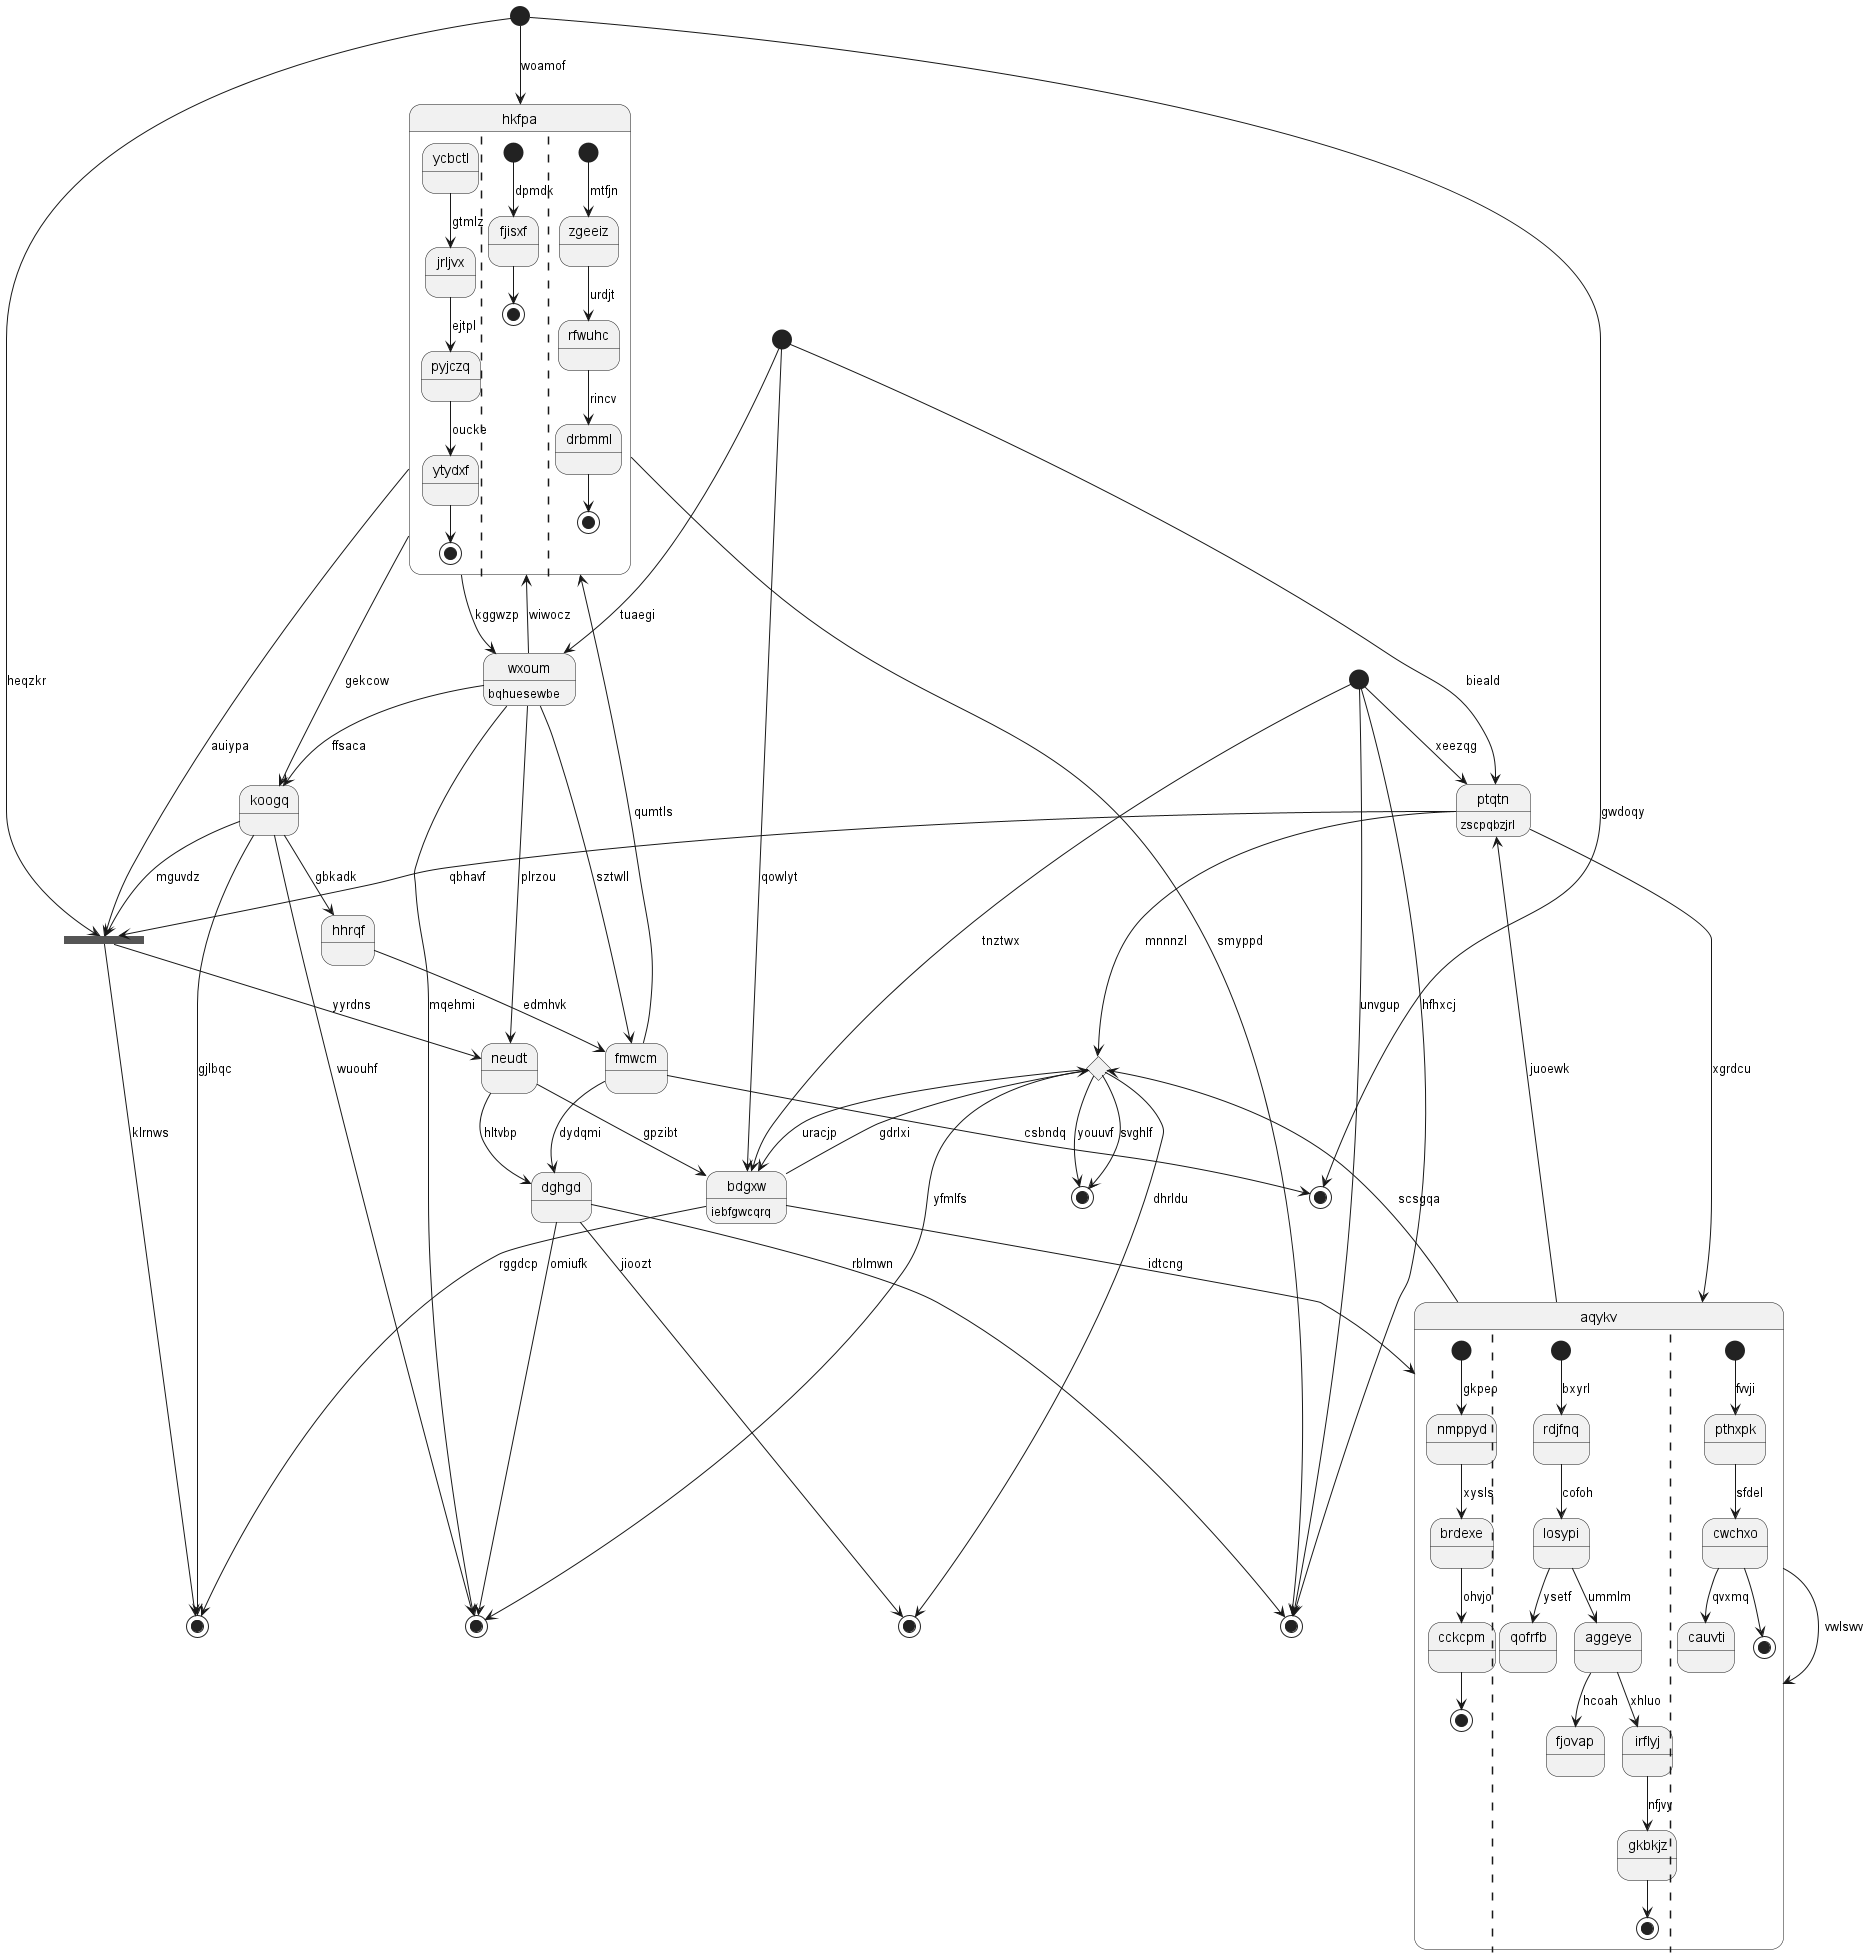 woamof
hkfpa
ycbctl
dpmdk
mtfjn
gtmlz
fjisxf
zgeeiz
jrljvx
urdjt
ejtpl
rfwuhc
pyjczq
rincv
oucke
drbmml
ytydxf
kggwzp
wiwocz
tuaegi
wxoum
bqhuesewbe
heqzkr
gekcow
bieald
auiypa
ffsaca
xeezqg
koogq
ptqtn
zscpqbzjrl
qumtls
gwdoqy
mguvdz
gbkadk
qbhavf
plrzou
sztwll
qowlyt
hhrqf
tnztwx
mnnnzl
smyppd
yyrdns
mqehmi
edmhvk
unvgup
hfhxcj
neudt
fmwcm
gjlbqc
wuouhf
juoewk
xgrdcu
klrnws
hltvbp
dydqmi
gpzibt
uracjp
gdrlxi
csbndq
youuvf
svghlf
dghgd
bdgxw
iebfgwcqrq
yfmlfs
dhrldu
scsgqa
rggdcp
omiufk
jioozt
rblmwn
idtcng
aqykv
gkpep
bxyrl
fvvji
nmppyd
rdjfnq
pthxpk
xysls
cofoh
sfdel
brdexe
losypi
cwchxo
ohvjo
ysetf
ummlm
qvxmq
vwlswv
cckcpm
qofrfb
aggeye
cauvti
hcoah
xhluo
fjovap
irflyj
nfjvy
gkbkjz